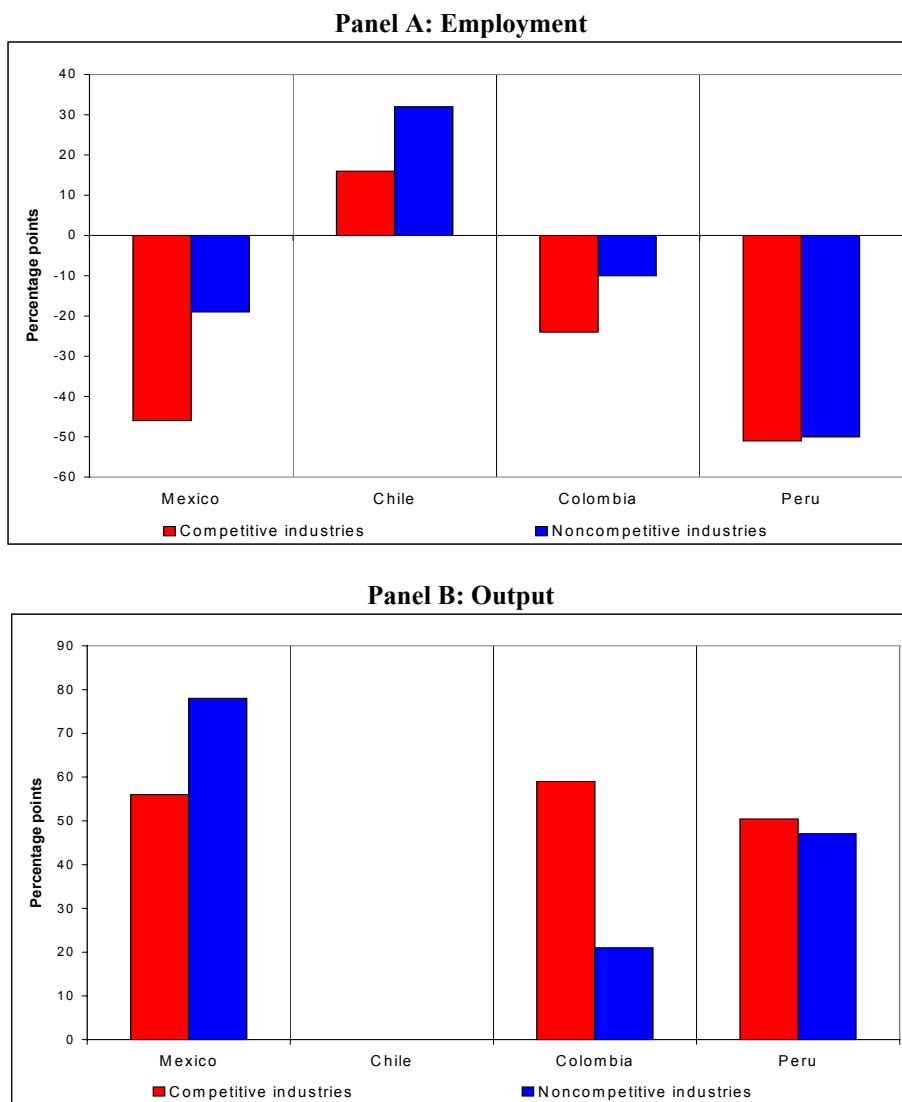 Panel A: Employment
Percentage points
40
30
20
10
0
-10
-20
-30
-40
-50
-60
Mexico Chile Colombia Peru
Competitive industries Noncompetitive industries
Panel B: Output
Percentage points
90
80
70
60
50
40
30
20
10
0
Mexico Chile Colombia Peru
Competitive industries Noncompetitive industries